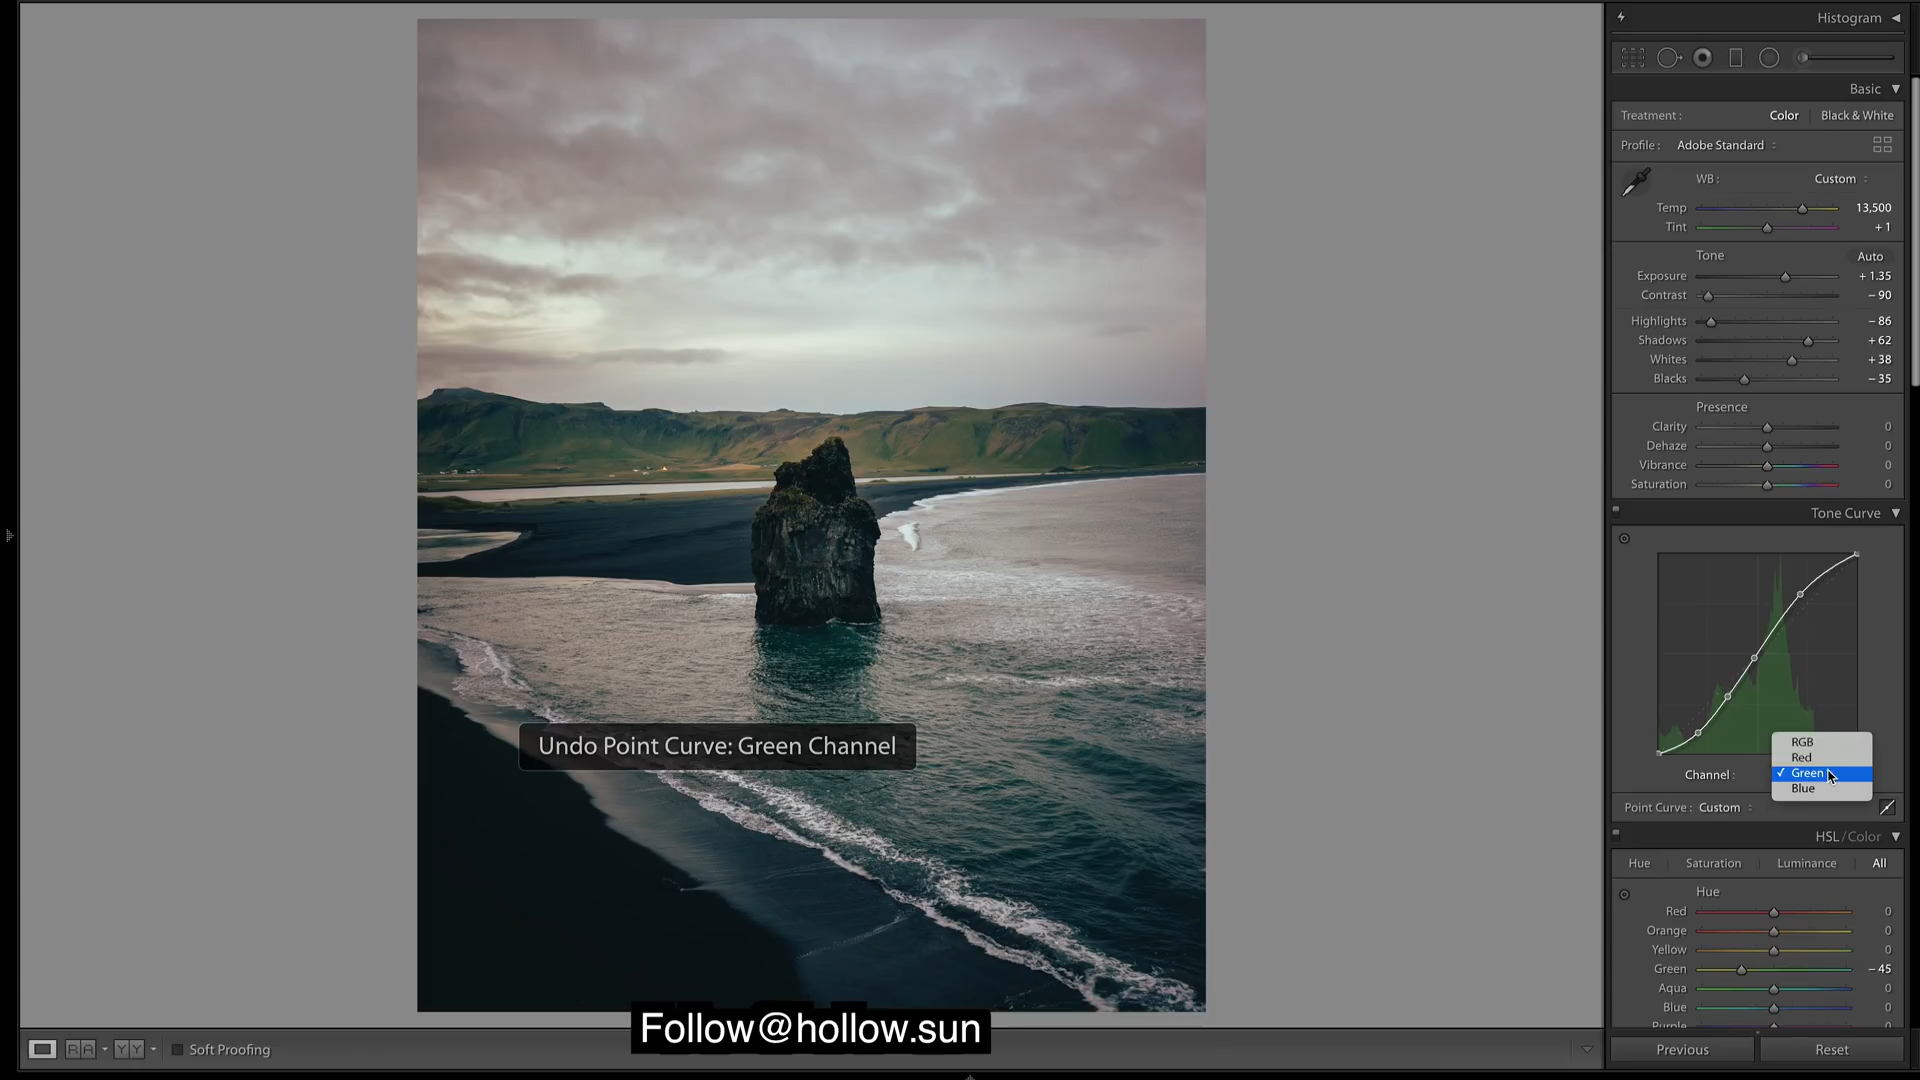 Histogram
Basic
Treatment : Color Black & White
Profile : Adobe Standard
WB : Custom
Temp 13,500
Tint + 1
Tone Auto
Exposure + 1.35
Contrast − 90
Highlights − 86
Shadows + 62
Whites + 38
Blacks − 35
Presence
Clarity 0
Dehaze 0
Vibrance 0
Saturation 0
Tone Curve
RGB
Red
Channel : ✓ Green
Blue
Point Curve : Custom
HSL / Color
Hue Saturation Luminance All
Hue
Red 0
Orange 0
Yellow 0
Green − 45
Aqua 0
Blue 0
Purple
Previous Reset
Undo Point Curve: Green Channel
Follow@hollow.sun
RA YY Soft Proofing